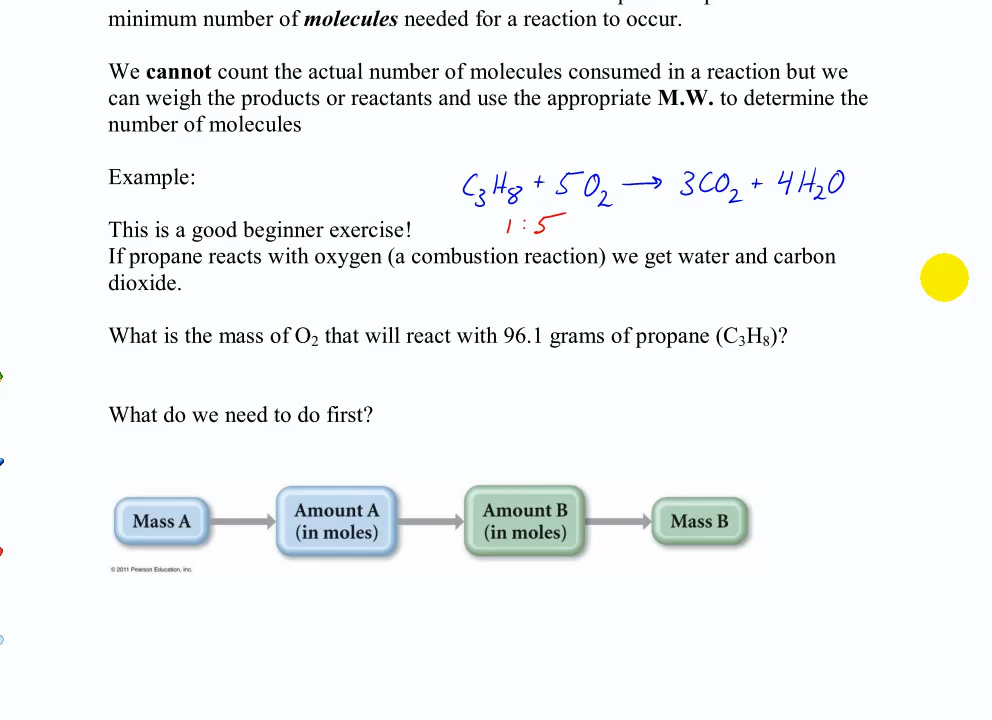 minimum number of molecules needed for a reaction to occur.
We cannot count the actual number of molecules consumed in a reaction but we
can weigh the products or reactants and use the appropriate M.W. to determine the
number of molecules
Example:
C₃H₈ + 5O₂ → 3CO₂ + 4H₂O
1:5
This is a good beginner exercise!
If propane reacts with oxygen (a combustion reaction) we get water and carbon
dioxide.
What is the mass of O₂ that will react with 96.1 grams of propane (C₃H₈)?
What do we need to do first?
Mass A
Amount A
(in moles)
Amount B
(in moles)
Mass B
© 2011 Pearson Education, Inc.